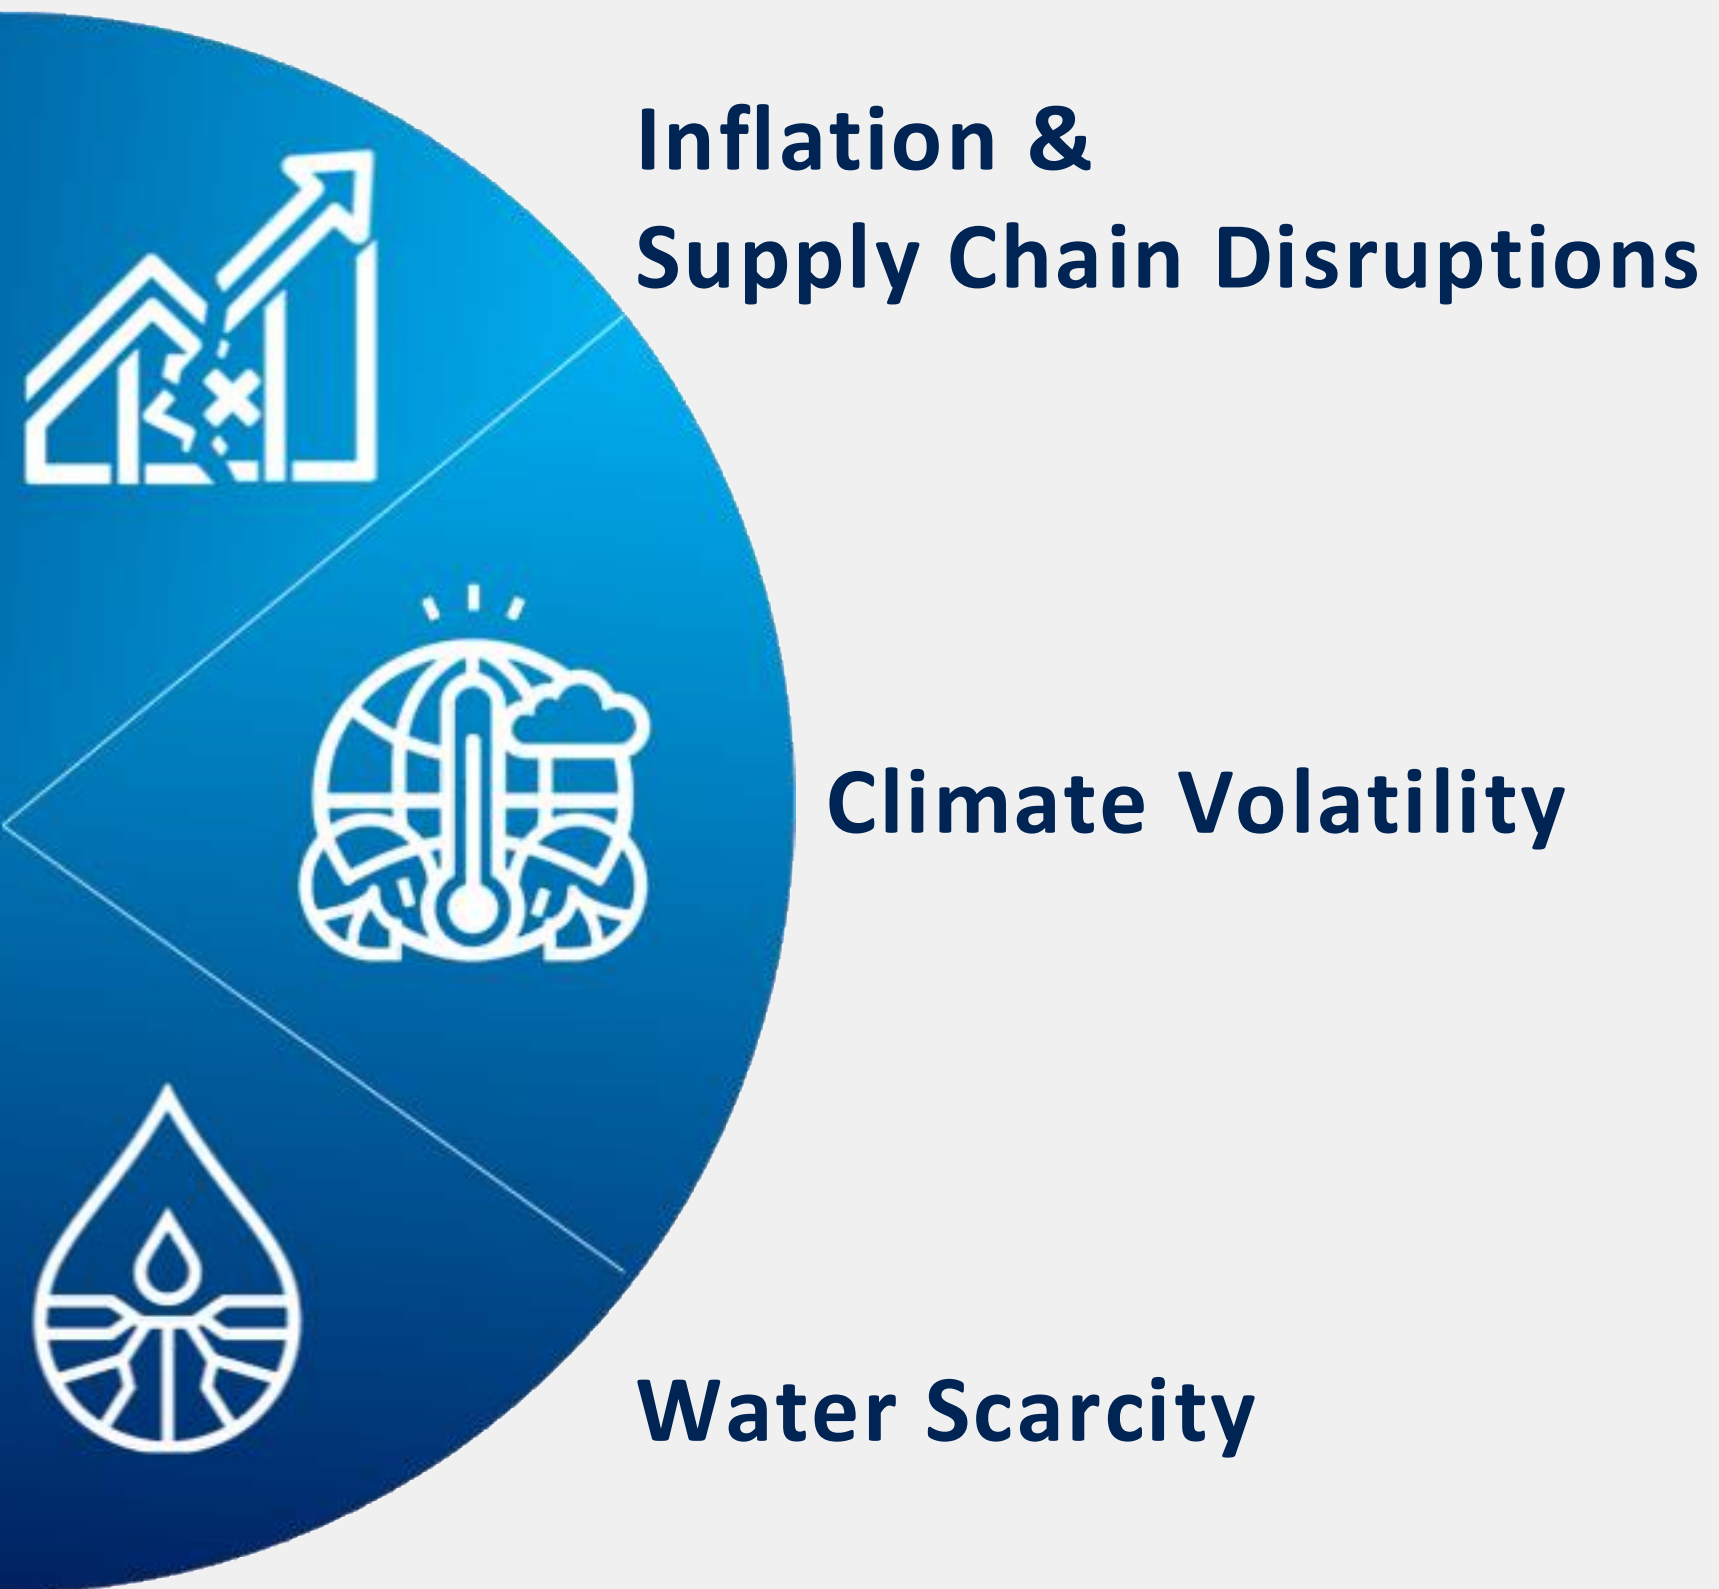 Inflation &
Supply Chain Disruptions
Climate Volatility
Water Scarcity